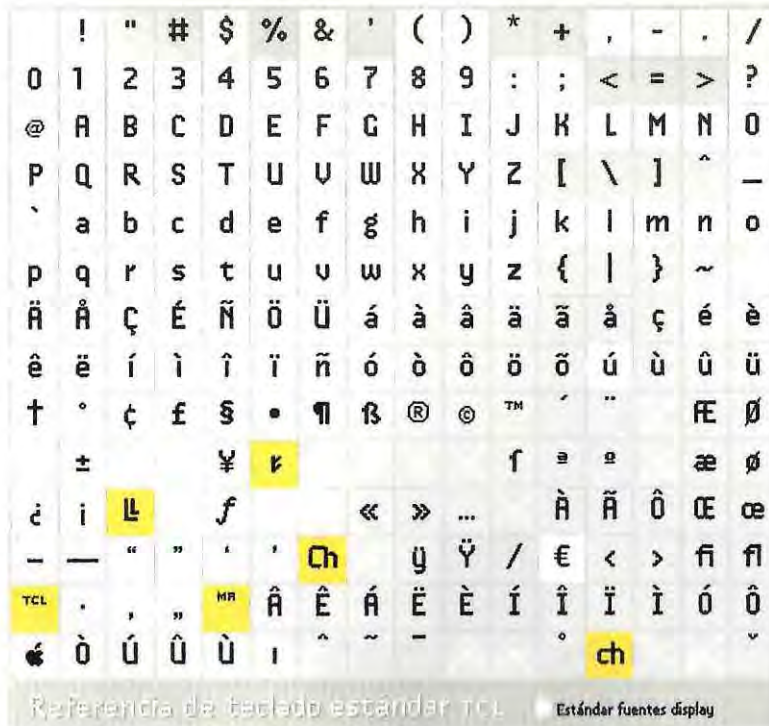 ! " # $ % & ' ( ) * + , - . /
0 1 2 3 4 5 6 7 8 9 : ; < = > ?
@ A B C D E F G H I J K L M N O
P Q R S T U V W X Y Z [ \ ] ^ _
` a b c d e f g h i j k l m n o
p q r s t u v w x y z { | } ~
Ä Å Ç É Ñ Ö Ü á à â ä ã å ç é è
ê ë í ì î ï ñ ó ò ô ö õ ú ù û ü
† ° ¢ £ § • ¶ ß ® © ™ ´ ¨ Æ Ø
± ¥ ſ ª º æ ø
¿ ¡ LL ƒ « » … À Ã Õ Œ œ
– — “ ” ‘ ’ Ch ÿ Ÿ ⁄ € ‹ › ﬁ ﬂ
TCL · ‚ „ MR Â Ê Á Ë È Í Î Ï Ì Ó Ô
 Ò Ú Û Ù ı ˆ ˜ ¯ ˚ ch ˇ
Referencia de teclado estándar TCL Estándar fuentes display